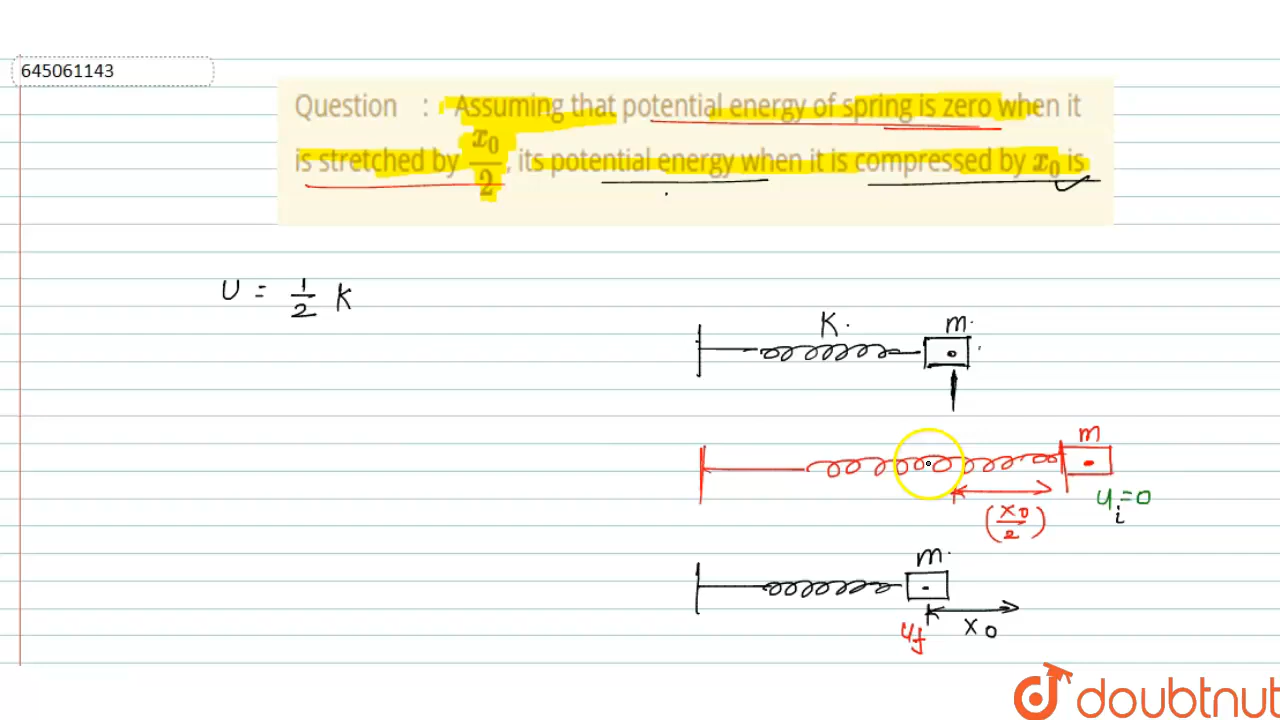 645061143
Question : Assuming that potential energy of spring is zero when it
is stretched by x0/2, its potential energy when it is compressed by x0 is
U = 1/2 K
K.
m.
m
Ui=0
(x0/2)
m.
x0
Uf
doubtnut